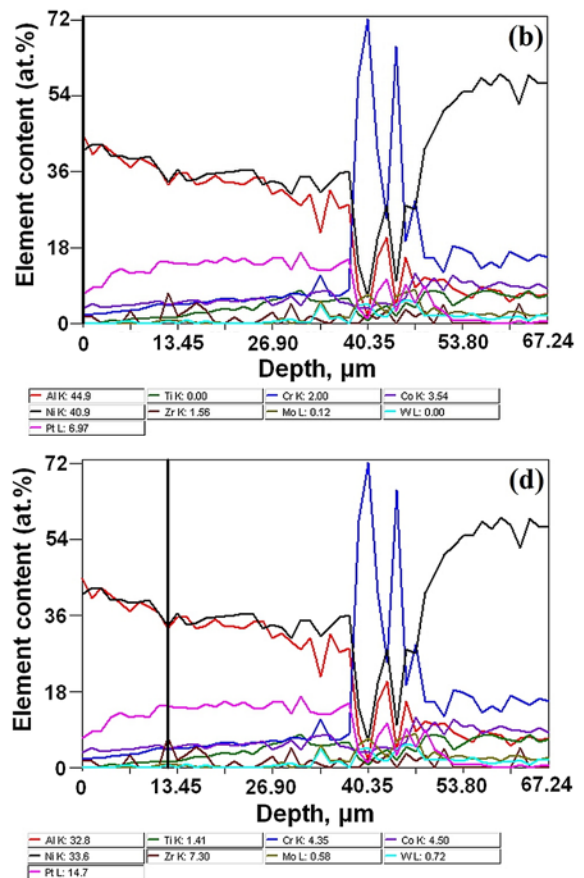 (b)
Element content (at.%)
72
54
36
18
0
0 13.45 26.90 40.35 53.80 67.24
Depth, μm
Al K: 44.9 Ti K: 0.00 Cr K: 2.00 Co K: 3.54
Ni K: 40.9 Zr K: 1.56 Mo L: 0.12 W L: 0.00
Pt L: 6.97
(d)
Element content (at.%)
72
54
36
18
0
0 13.45 26.90 40.35 53.80 67.24
Depth, μm
Al K: 32.8 Ti K: 1.41 Cr K: 4.35 Co K: 4.50
Ni K: 33.6 Zr K: 7.30 Mo L: 0.58 W L: 0.72
Pt L: 14.7